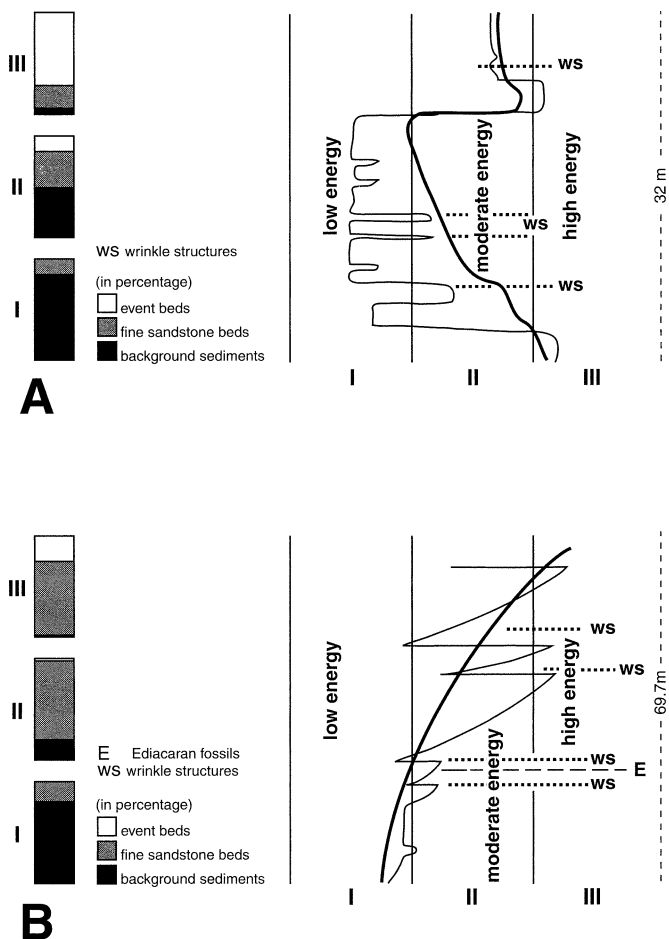 III
II
I
WS wrinkle structures
(in percentage)
event beds
fine sandstone beds
background sediments
A
low energy
moderate energy
high energy
ws
ws
ws
32 m
I
II
III
III
II
I
E Ediacaran fossils
WS wrinkle structures
(in percentage)
event beds
fine sandstone beds
background sediments
B
low energy
moderate energy
high energy
ws
ws
ws
E
ws
69.7m
I
II
III